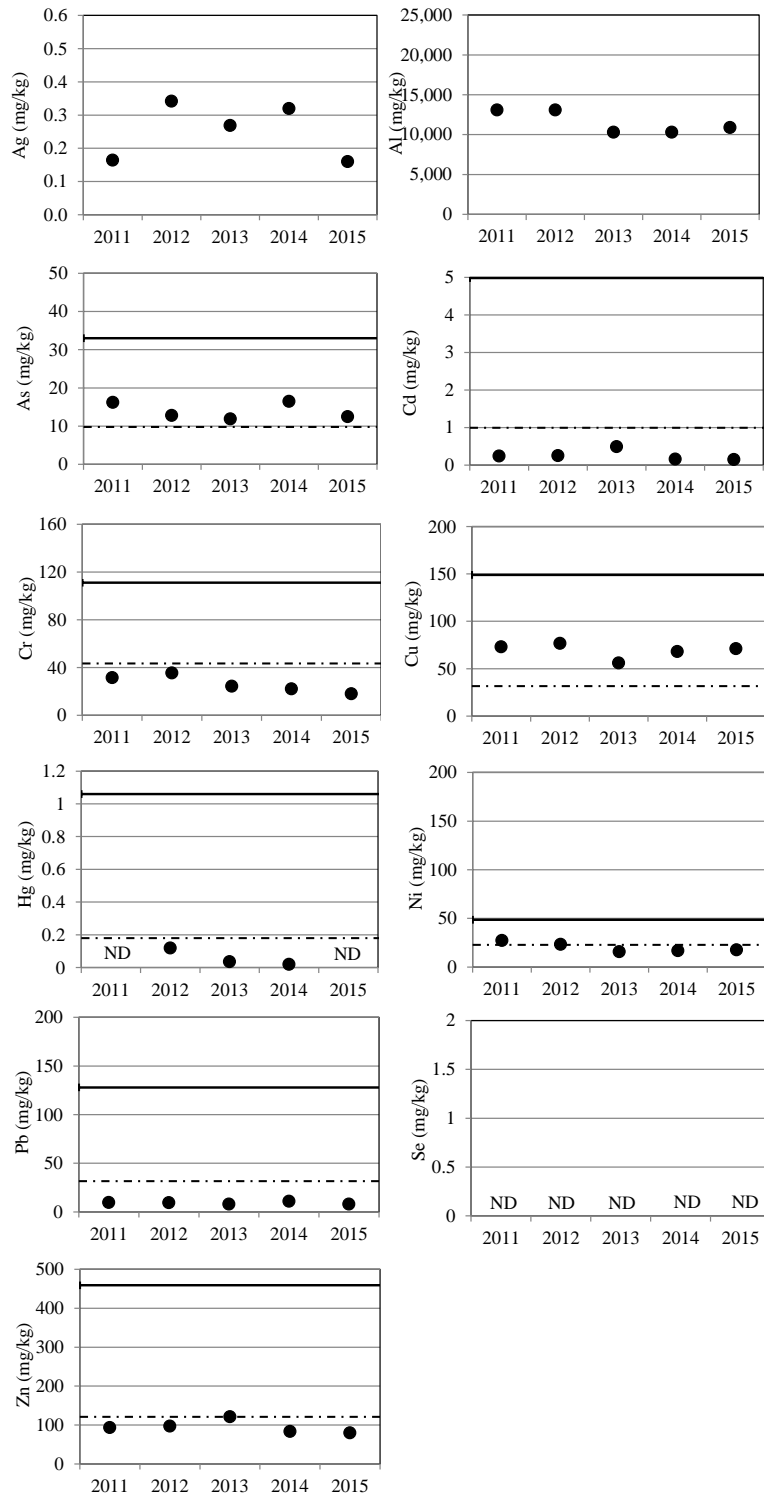 Ag (mg/kg)
0.6
0.5
0.4
0.3
0.2
0.1
0.0
2011 2012 2013 2014 2015
Al (mg/kg)
25,000
20,000
15,000
10,000
5,000
0
2011 2012 2013 2014 2015
As (mg/kg)
50
40
30
20
10
0
2011 2012 2013 2014 2015
Cd (mg/kg)
5
4
3
2
1
0
2011 2012 2013 2014 2015
Cr (mg/kg)
160
120
80
40
0
2011 2012 2013 2014 2015
Cu (mg/kg)
200
150
100
50
0
2011 2012 2013 2014 2015
Hg (mg/kg)
1.2
1
0.8
0.6
0.4
0.2
0
ND ND
2011 2012 2013 2014 2015
Ni (mg/kg)
200
150
100
50
0
2011 2012 2013 2014 2015
Pb (mg/kg)
200
150
100
50
0
2011 2012 2013 2014 2015
Se (mg/kg)
2
1.5
1
0.5
0
ND ND ND ND ND
2011 2012 2013 2014 2015
Zn (mg/kg)
500
400
300
200
100
0
2011 2012 2013 2014 2015